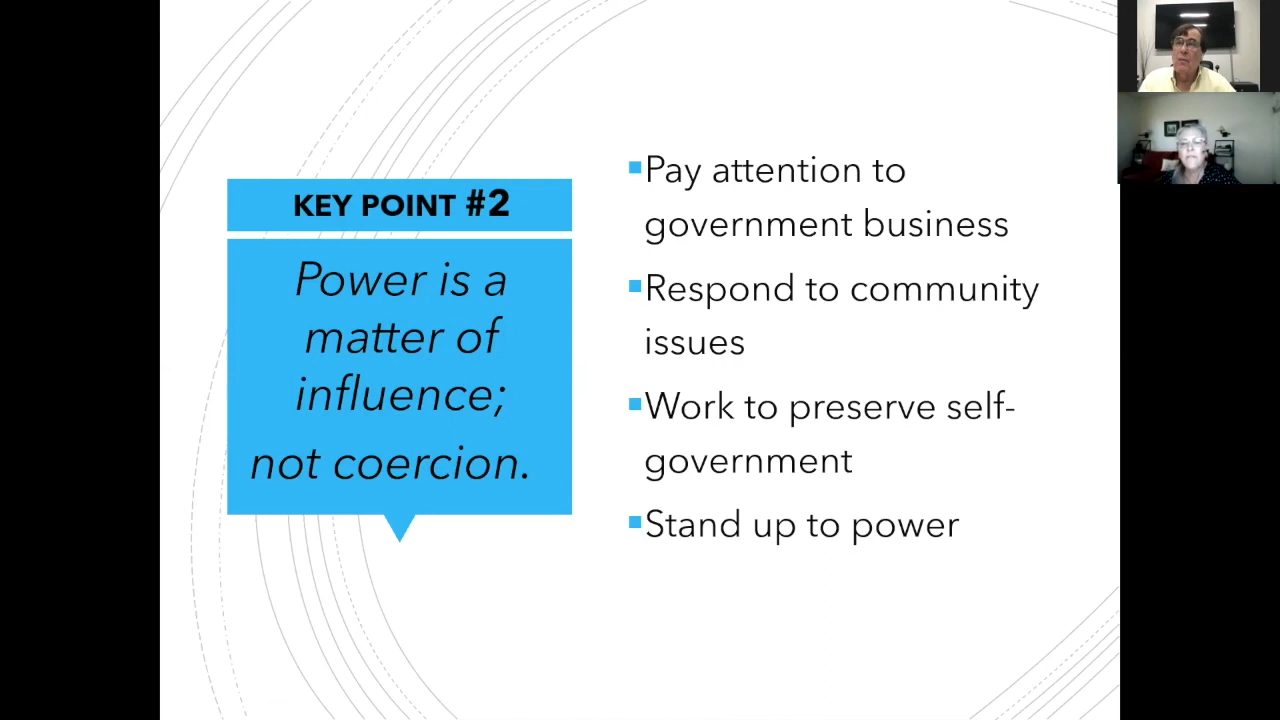 KEY POINT #2
Power is a
matter of
influence;
not coercion.
▪Pay attention to
government business
▪Respond to community
issues
▪Work to preserve self-
government
▪Stand up to power